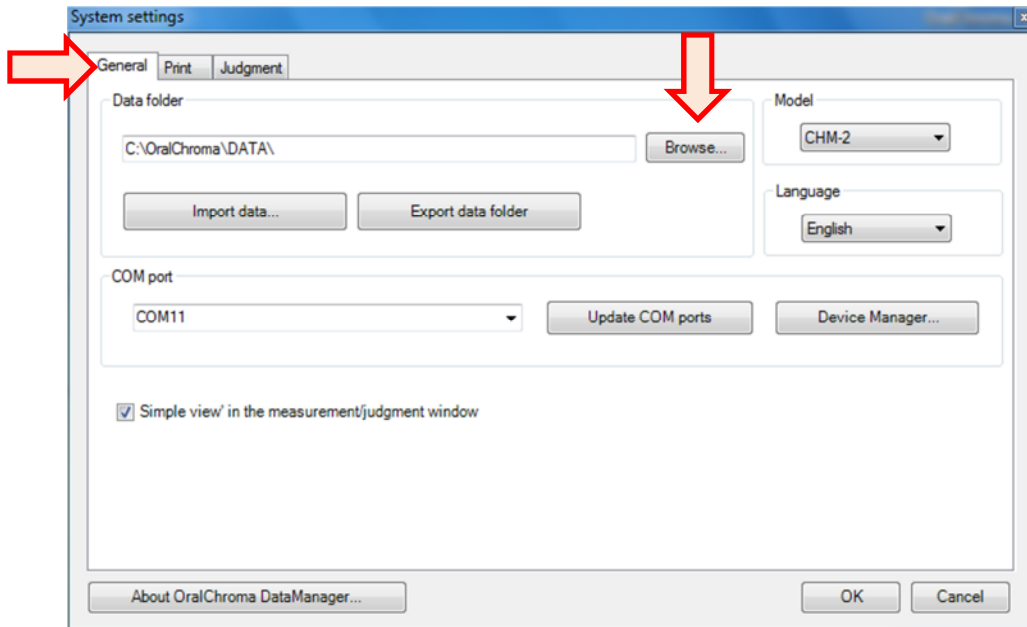 System settings
General Print Judgment
Data folder
C:\OralChroma\DATA\
Browse...
Import data...
Export data folder
Model
CHM-2
Language
English
COM port
COM11
Update COM ports
Device Manager...
Simple view' in the measurement/judgment window
About OralChroma DataManager...
OK
Cancel